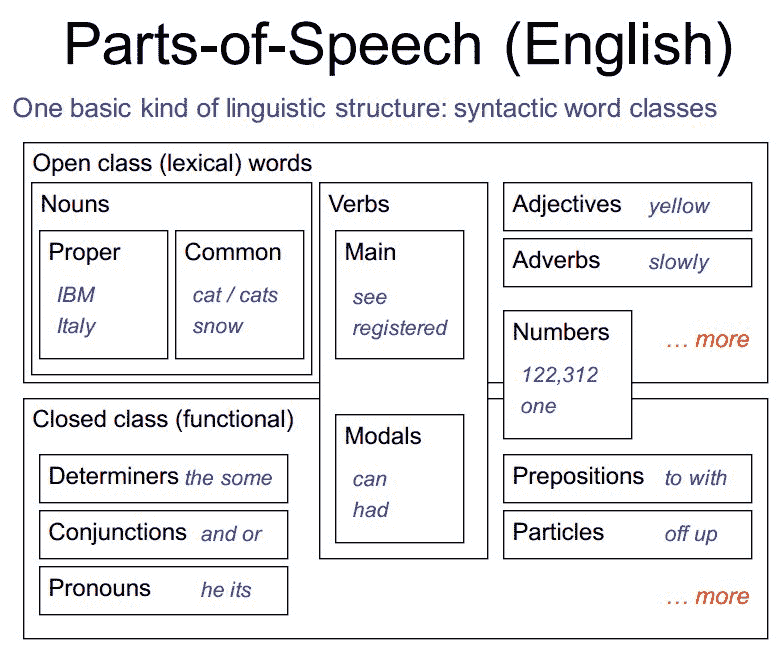 Parts-of-Speech (English)
One basic kind of linguistic structure: syntactic word classes
Open class (lexical) words
Nouns
Proper
IBM
Italy
Common
cat / cats
snow
Verbs
Main
see
registered
Adjectives yellow
Adverbs slowly
Numbers
122,312
one
… more
Closed class (functional)
Determiners the some
Conjunctions and or
Pronouns he its
Modals
can
had
Prepositions to with
Particles off up
… more